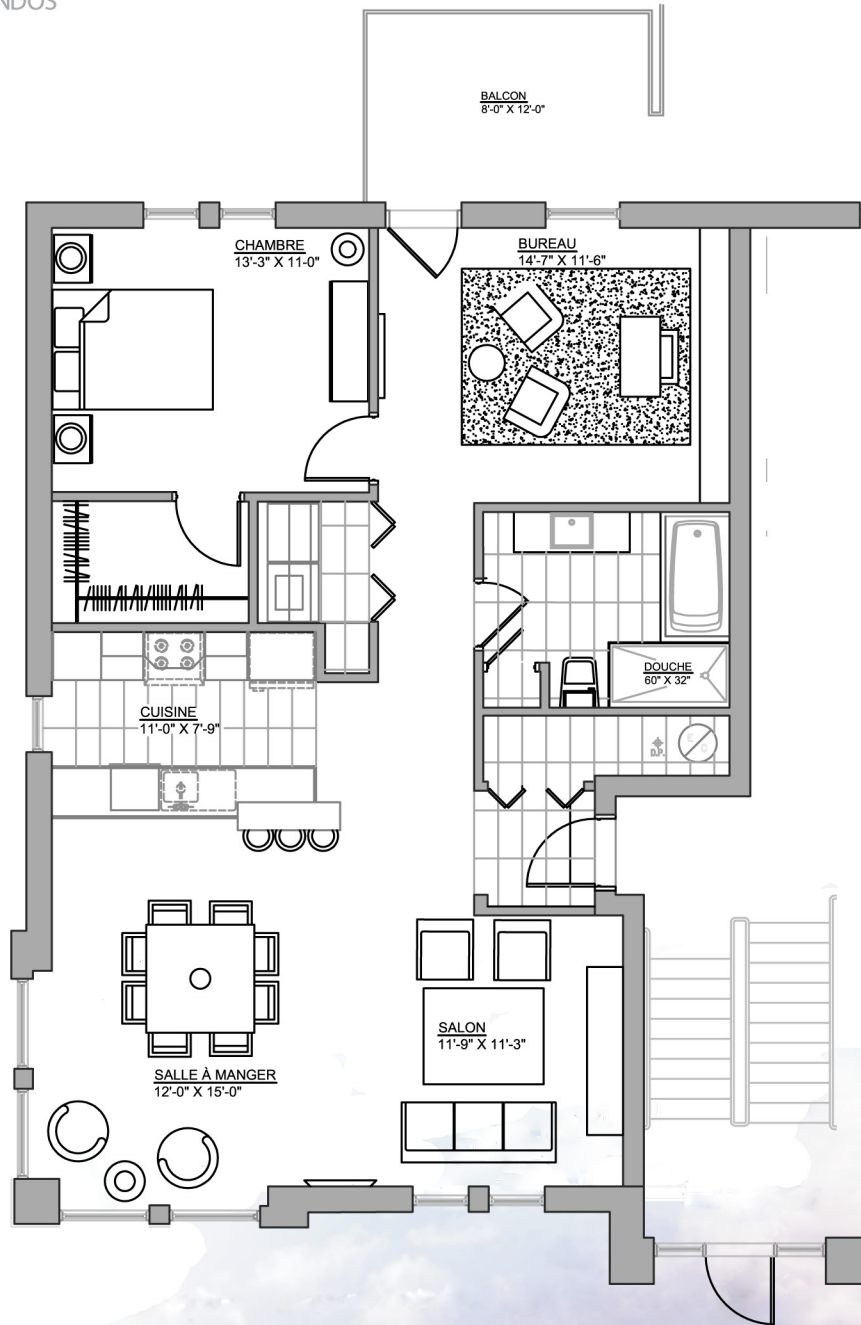 NDOS
BALCON
8'-0" X 12'-0"
CHAMBRE
13'-3" X 11-0"
BUREAU
14'-7" X 11'-6"
DOUCHE
60" X 32"
CUISINE
11'-0" X 7'-9"
E
C
D.P.
SALON
11'-9" X 11'-3"
SALLE À MANGER
12'-0" X 15'-0"